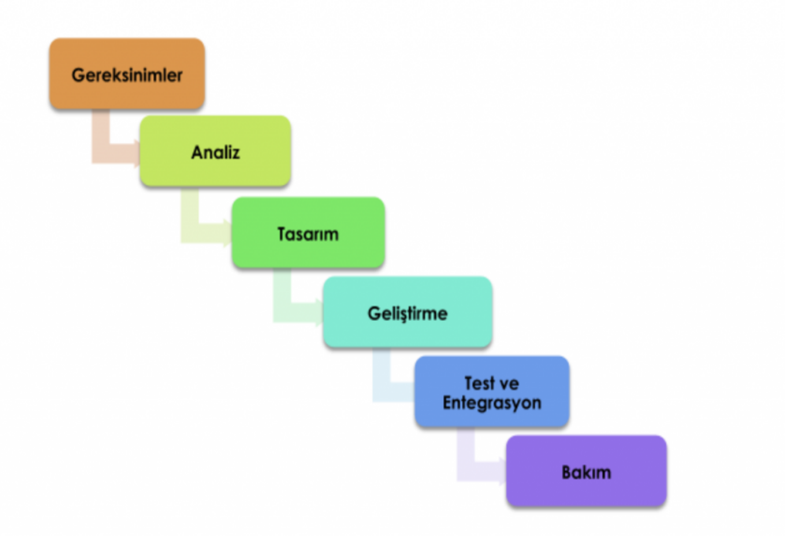 Gereksinimler
Analiz
Tasarım
Geliştirme
Test ve
Entegrasyon
Bakım